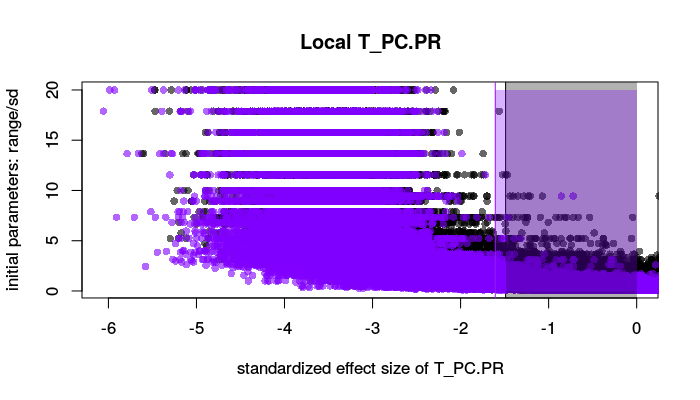 Local T_PC.PR
initial parameters: range/sd
20
15
10
5
0
-6 -5 -4 -3 -2 -1 0
standardized effect size of T_PC.PR